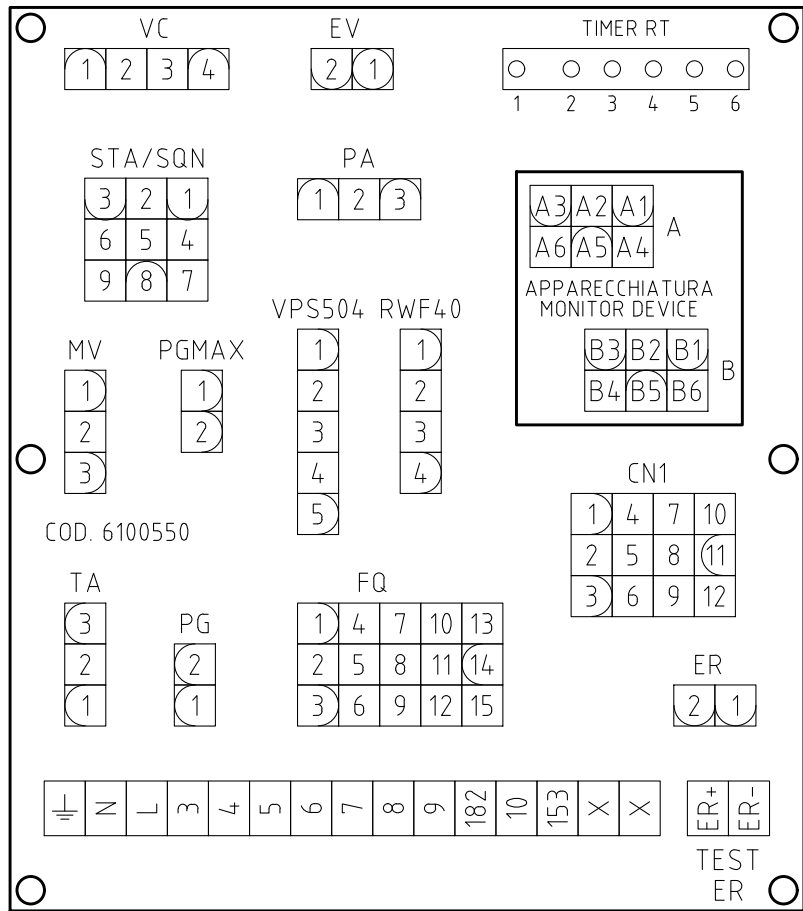 VC
1 2 3 4
EV
2 1
TIMER RT
1 2 3 4 5 6
STA/SQN
3 2 1
6 5 4
9 8 7
PA
1 2 3
A3 A2 A1
A6 A5 A4
A
APPARECCHIATURA
MONITOR DEVICE
B3 B2 B1
B4 B5 B6
B
MV
1
2
3
PGMAX
1
2
VPS504
1
2
3
4
5
RWF40
1
2
3
4
CN1
1 4 7 10
2 5 8 11
3 6 9 12
COD. 6100550
TA
3
2
1
PG
2
1
FQ
1 4 7 10 13
2 5 8 11 14
3 6 9 12 15
ER
2 1
N L 3 4 5 6 7 8 9 182 10 153 X X
ER+ ER-
TEST
ER